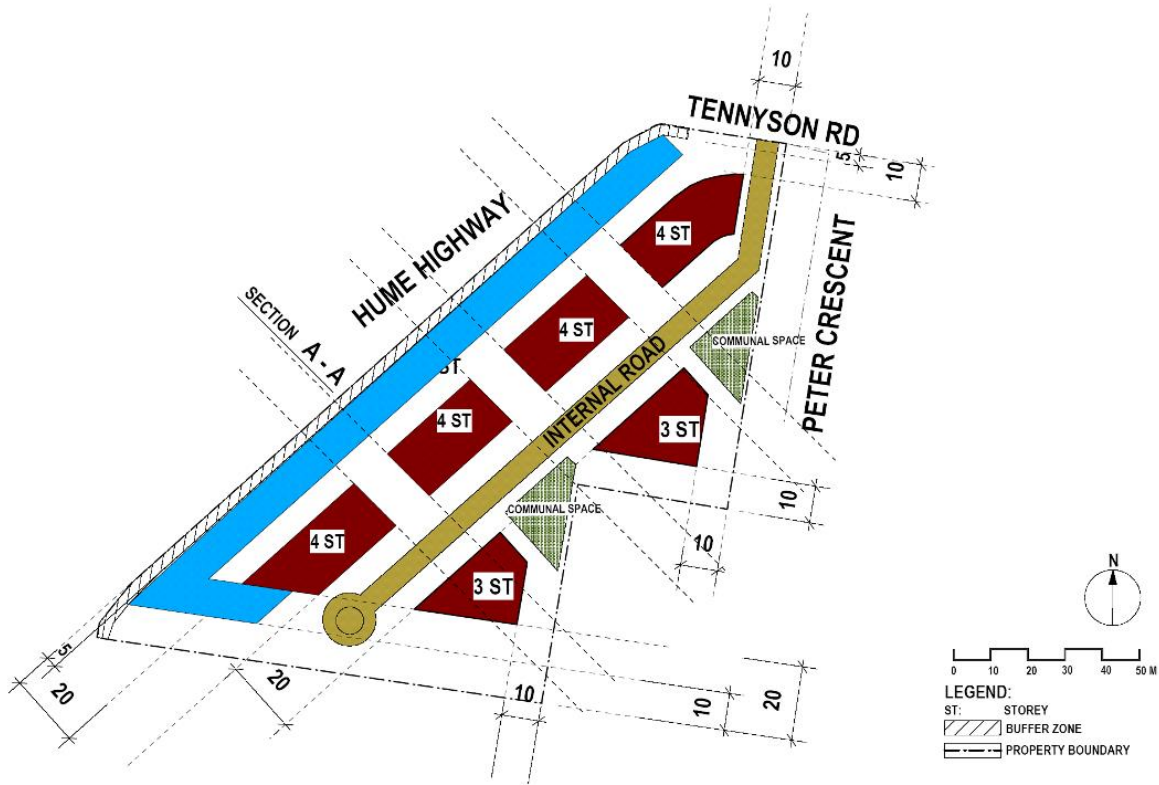 10
TENNYSON RD
5
10
4 ST
HUME HIGHWAY
PETER CRESCENT
SECTION A - A
4 ST
COMMUNAL SPACE
INTERNAL ROAD
ST
4 ST
3 ST
10
COMMUNAL SPACE
4 ST
10
3 ST
5
20
20
10
10
20
N
0 10 20 30 40 50 M
LEGEND:
ST: STOREY
BUFFER ZONE
PROPERTY BOUNDARY